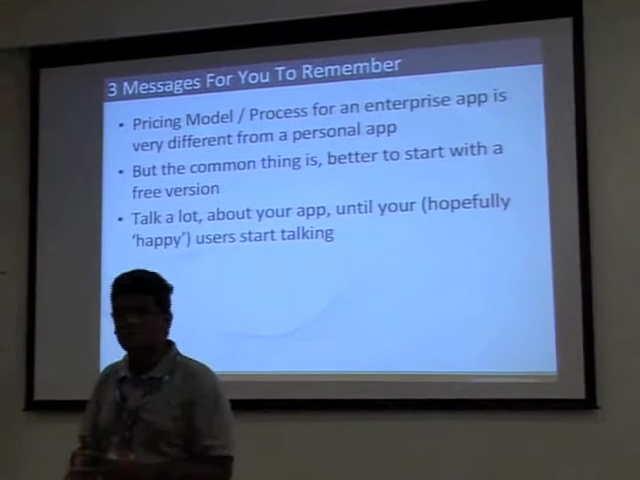 3 Messages For You To Remember
• Pricing Model / Process for an enterprise app is
very different from a personal app
• But the common thing is, better to start with a
free version
• Talk a lot, about your app, until your (hopefully
‘happy’) users start talking